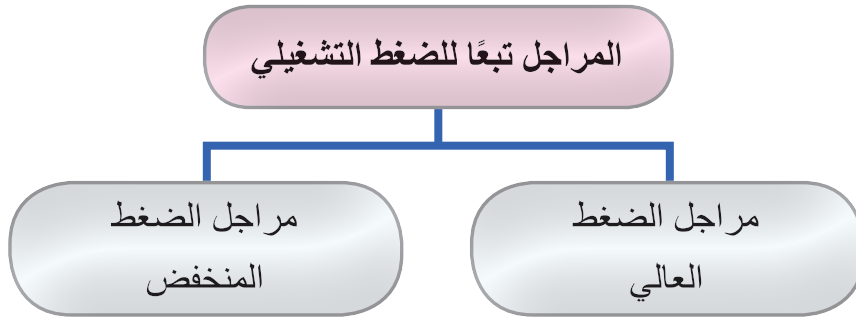 المراجل تبعًا للضغط التشغيلي
مراجل الضغط
العالي
مراجل الضغط
المنخفض